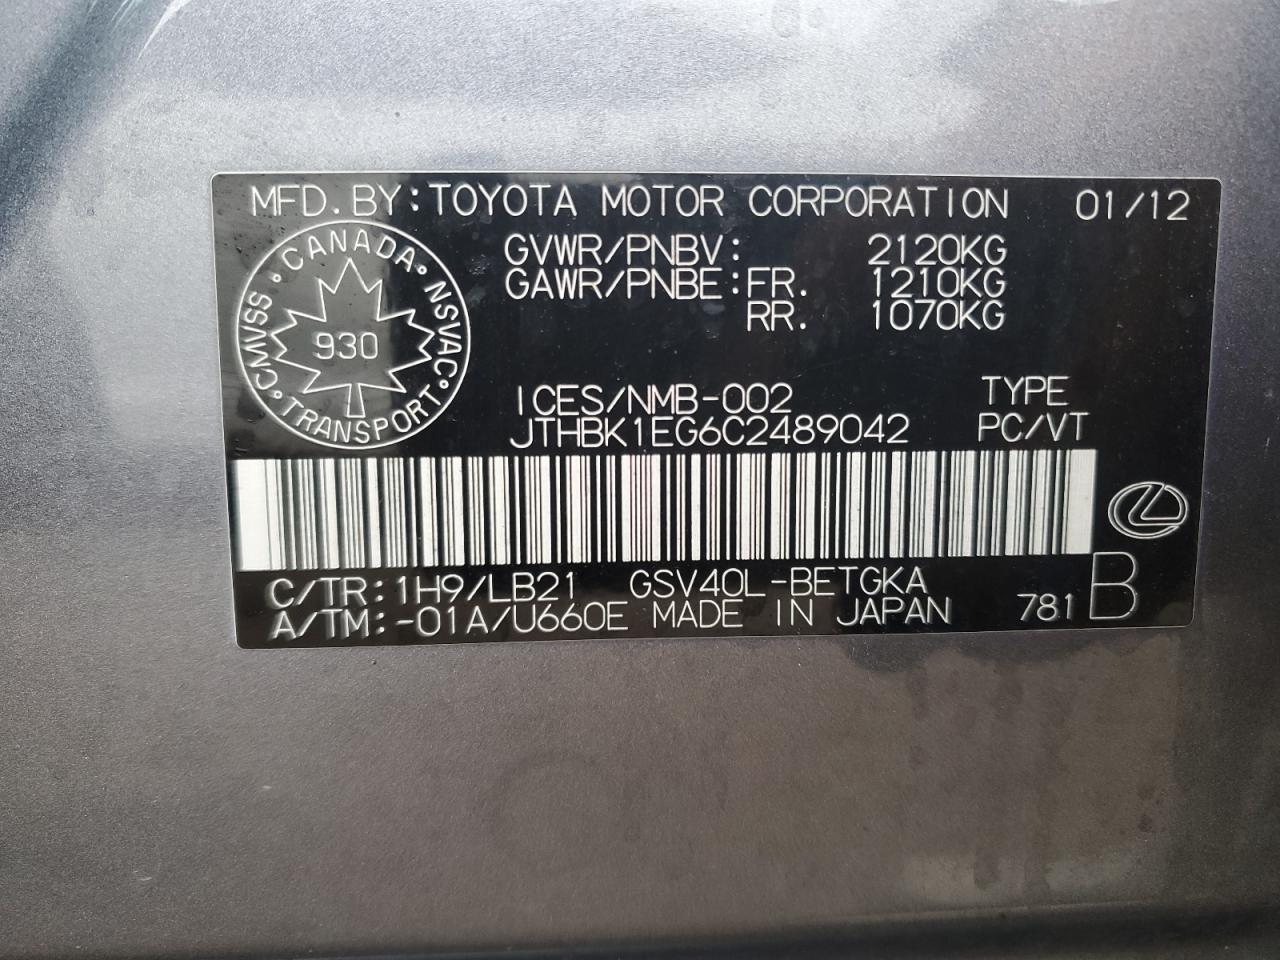 MFD. BY: TOYOTA MOTOR CORPORATION 01/12
GVWR/PNBV: 2120KG
GAWR/PNBE: FR. 1210KG
RR. 1070KG
CANADA · NSVAC · TRANSPORT · CMVSS ·
930
ICES/NMB-002 TYPE
JTHBK1EG6C2489042 PC/VT
C/TR: 1H9/LB21 GSV40L-BETGKA
A/TM: -01A/U660E MADE IN JAPAN 781 B